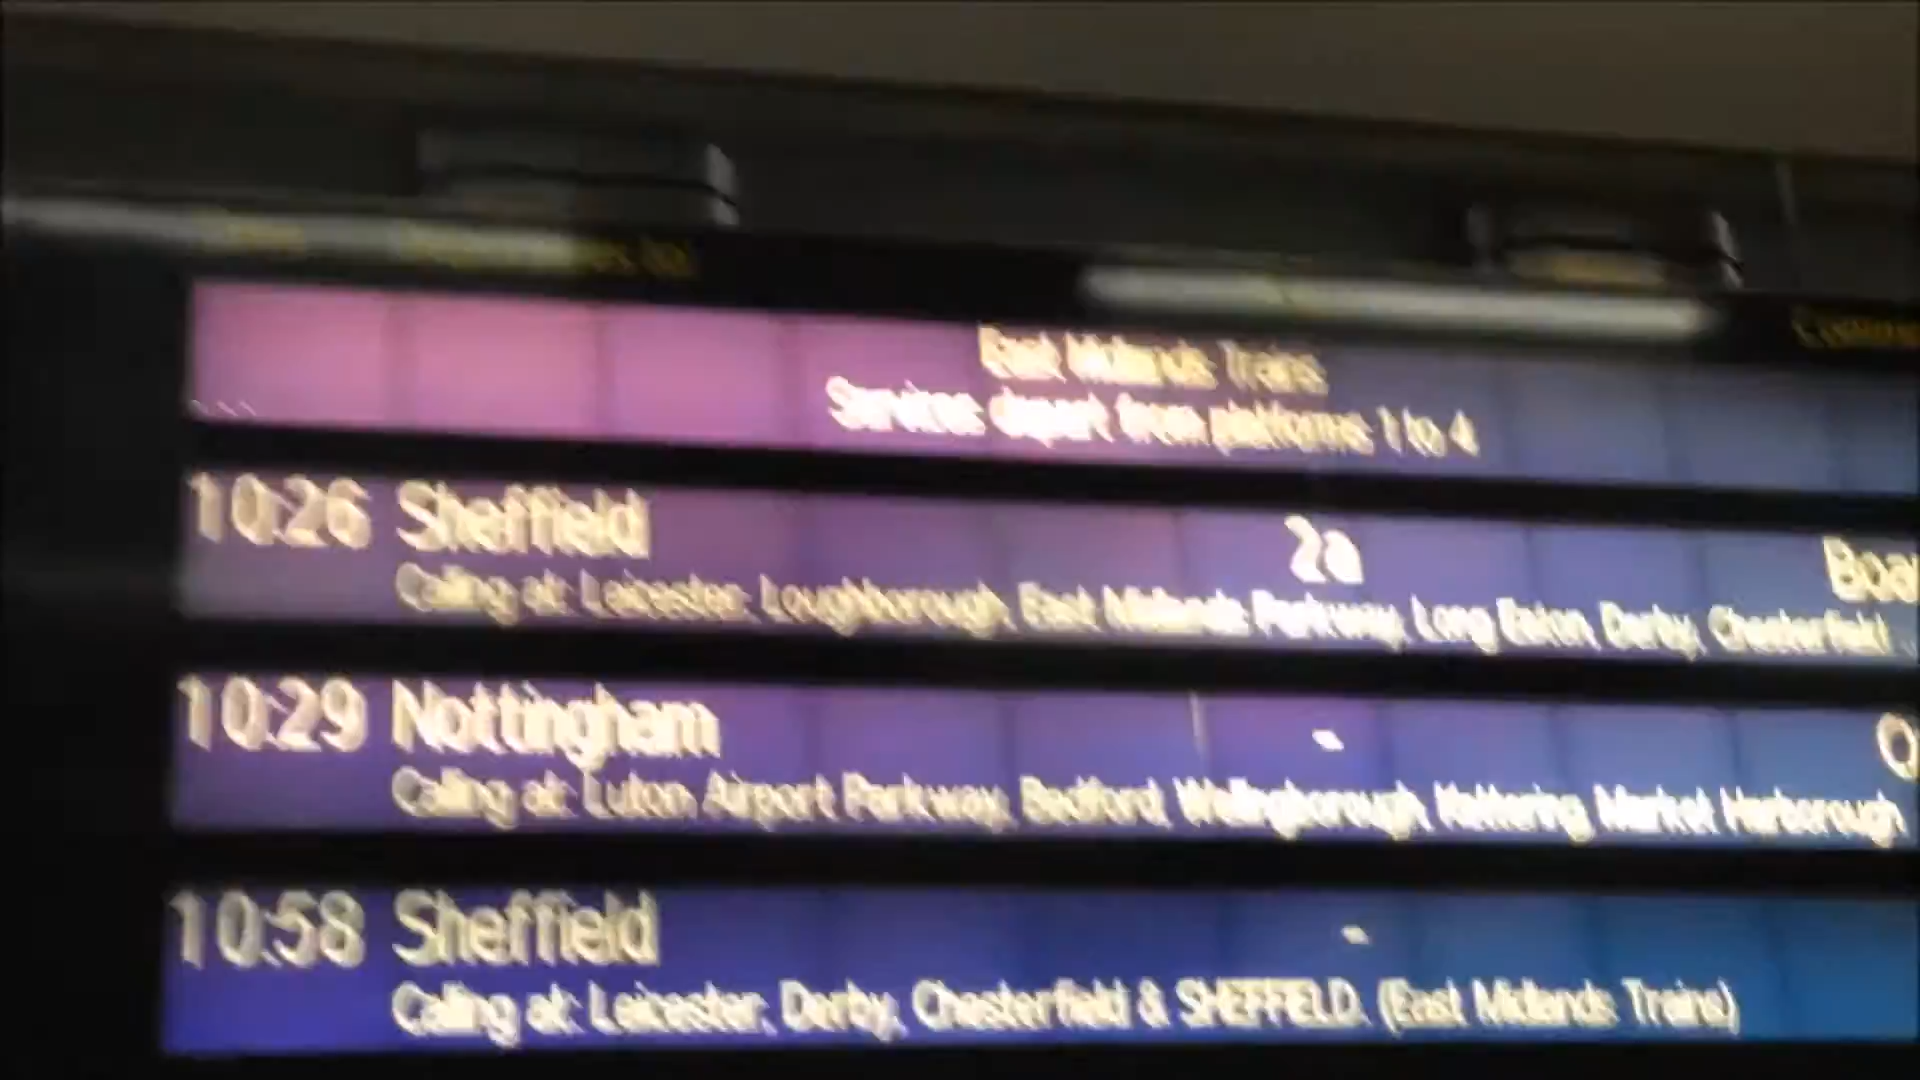 East Midlands Trains
Services depart from platforms 1 to 4
10:26 Sheffield 2a Boa
Calling at: Leicester, Loughborough, East Midlands Parkway, Long Eaton, Derby, Chesterfield ...
10:29 Nottingham - O
Calling at: Luton Airport Parkway, Bedford, Wellingborough, Kettering, Market Harborough
10:58 Sheffield -
Calling at: Leicester, Derby, Chesterfield & SHEFFIELD. (East Midlands Trains)